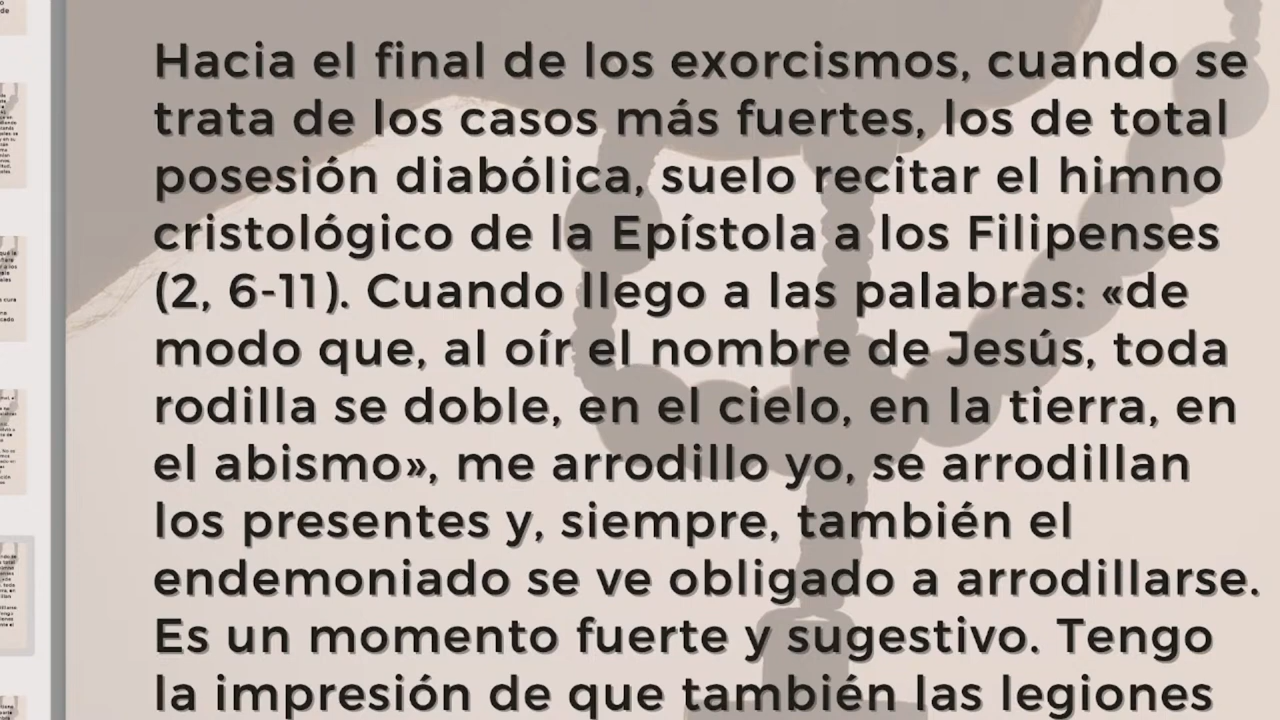 Hacia el final de los exorcismos, cuando se
trata de los casos más fuertes, los de total
posesión diabólica, suelo recitar el himno
cristológico de la Epístola a los Filipenses
(2, 6-11). Cuando llego a las palabras: «de
modo que, al oír el nombre de Jesús, toda
rodilla se doble, en el cielo, en la tierra, en
el abismo», me arrodillo yo, se arrodillan
los presentes y, siempre, también el
endemoniado se ve obligado a arrodillarse.
Es un momento fuerte y sugestivo. Tengo
la impresión de que también las legiones